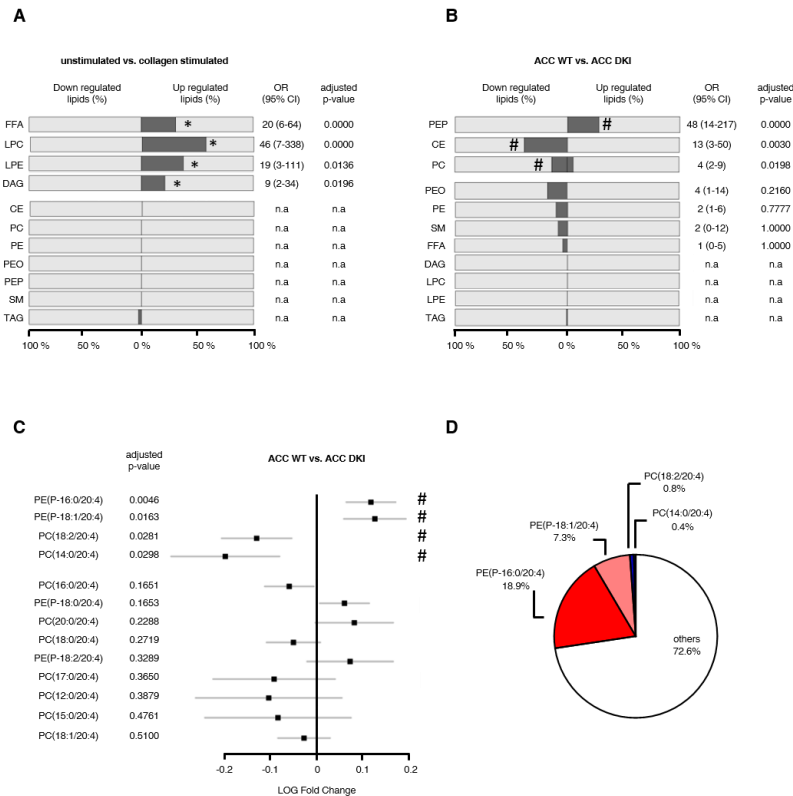 A
unstimulated vs. collagen stimulated
Down regulated lipids (%)
Up regulated lipids (%)
OR (95% CI)
adjusted p-value
FFA 20 (6-64) 0.0000
*
LPC 46 (7-338) 0.0000
*
LPE 19 (3-111) 0.0136
*
DAG 9 (2-34) 0.0196
*
CE n.a n.a
PC n.a n.a
PE n.a n.a
PEO n.a n.a
PEP n.a n.a
SM n.a n.a
TAG n.a n.a
100 % 50 % 0 % 50 % 100 %
B
ACC WT vs. ACC DKI
Down regulated lipids (%)
Up regulated lipids (%)
OR (95% CI)
adjusted p-value
PEP # 48 (14-217) 0.0000
CE # 13 (3-50) 0.0030
PC # 4 (2-9) 0.0198
PEO 4 (1-14) 0.2160
PE 2 (1-6) 0.7777
SM 2 (0-12) 1.0000
FFA 1 (0-5) 1.0000
DAG n.a n.a
LPC n.a n.a
LPE n.a n.a
TAG n.a n.a
100 % 50 % 0 % 50 % 100 %
C
adjusted p-value
ACC WT vs. ACC DKI
PE(P-16:0/20:4) 0.0046 #
PE(P-18:1/20:4) 0.0163 #
PC(18:2/20:4) 0.0281 #
PC(14:0/20:4) 0.0298 #
PC(16:0/20:4) 0.1651
PE(P-18:0/20:4) 0.1653
PC(20:0/20:4) 0.2288
PC(18:0/20:4) 0.2719
PE(P-18:2/20:4) 0.3289
PC(17:0/20:4) 0.3650
PC(12:0/20:4) 0.3879
PC(15:0/20:4) 0.4761
PC(18:1/20:4) 0.5100
-0.2 -0.1 0 0.1 0.2
LOG Fold Change
D
PC(18:2/20:4)
0.8%
PC(14:0/20:4)
0.4%
PE(P-18:1/20:4)
7.3%
PE(P-16:0/20:4)
18.9%
others
72.6%